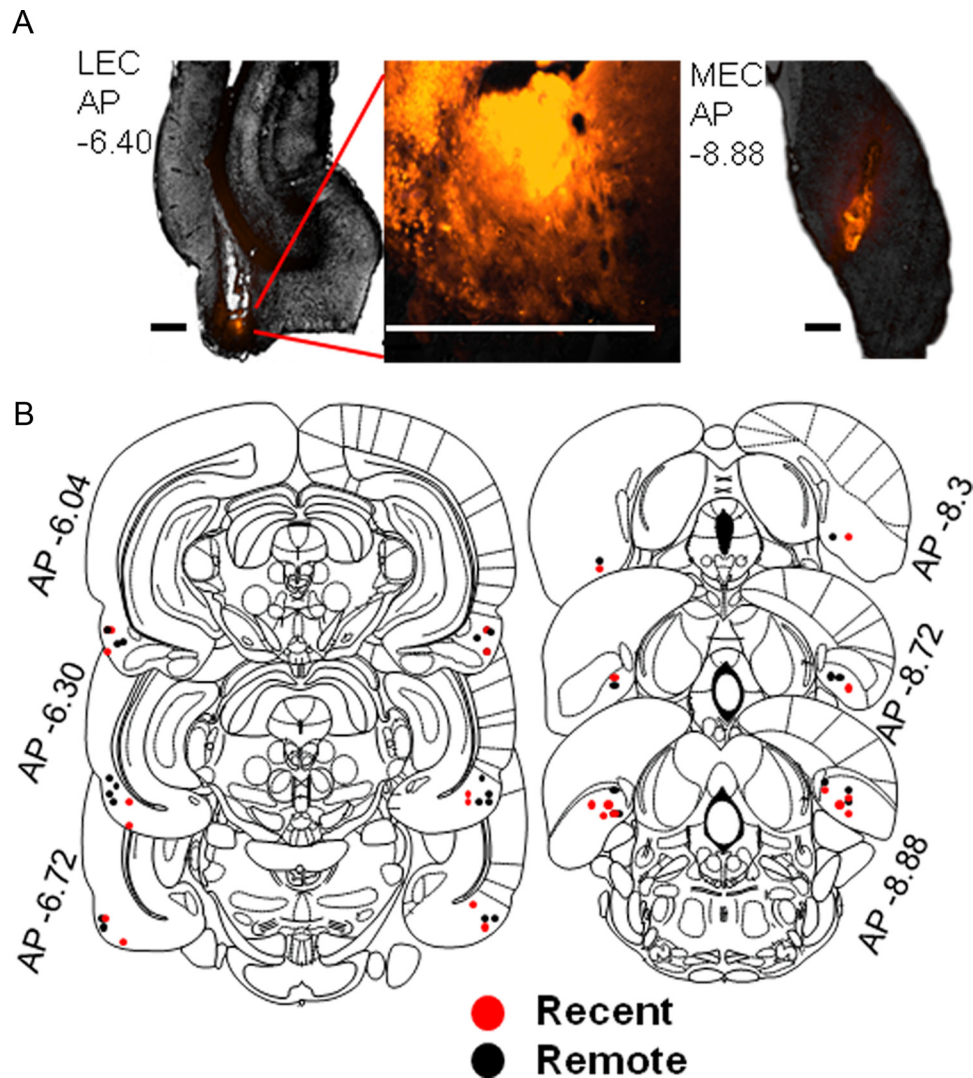 A
LEC
AP
-6.40
MEC
AP
-8.88
B
AP -6.04
AP -6.30
AP -6.72
AP -8.3
AP -8.72
AP -8.88
Recent
Remote